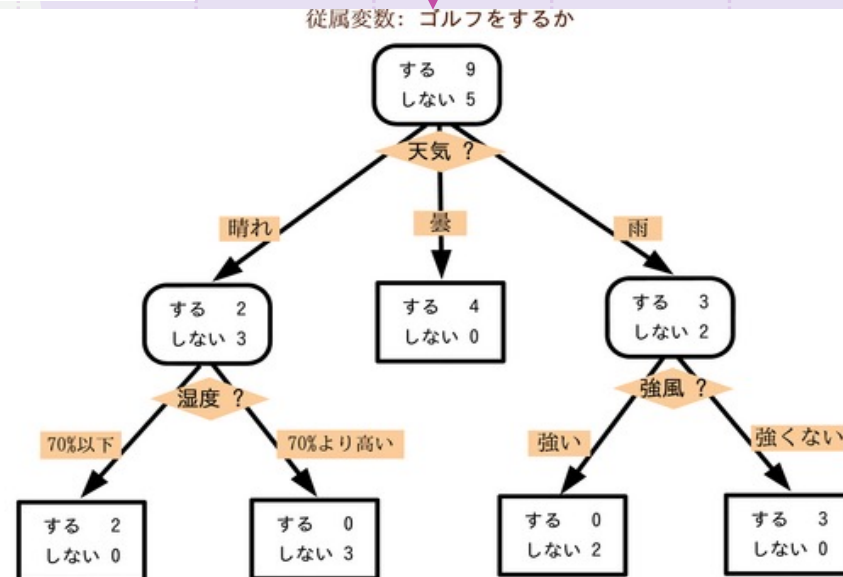 従属変数: ゴルフをするか
する 9
しない 5
天気 ?
晴れ
曇
雨
する 2
しない 3
する 4
しない 0
する 3
しない 2
湿度 ?
強風 ?
70%以下
70%より高い
強い
強くない
する 2
しない 0
する 0
しない 3
する 0
しない 2
する 3
しない 0